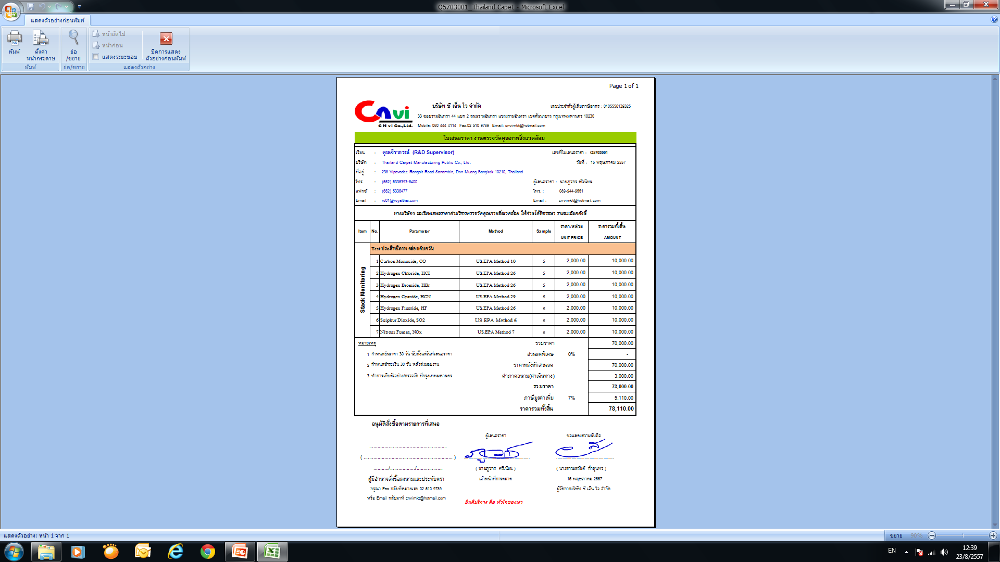 Q5703001_Thailand Capet - Microsoft Excel
แสดงตัวอย่างก่อนพิมพ์
พิมพ์
ตั้งค่า
หน้ากระดาษ
ย่อ
/ขยาย
หน้าถัดไป
หน้าก่อน
แสดงระยะขอบ
ปิดการแสดง
ตัวอย่างก่อนพิมพ์
พิมพ์ ย่อ/ขยาย แสดงตัวอย่าง
Page 1 of 1
Cnvi
C N vi Co.,Ltd.
บริษัท ซี เอ็น ไว จำกัด เลขประจำตัวผู้เสียภาษีอากร : 0105556139325
33 ซอยรามอินทรา 44 แยก 2 ถนนรามอินทรา แขวงรามอินทรา เขตคันนายาว กรุงเทพมหานคร 10230
Mobile: 080 444 4114 Fax.02 510 9789 Email: cnvimkt@hotmail.com
ใบเสนอราคา งานตรวจวัดคุณภาพสิ่งแวดล้อม
เรียน : คุณจิราภรณ์ (R&D Supervisor) เลขที่ใบเสนอราคา : Q5703001
บริษัท : Thailand Carpet Manufacturing Public Co., Ltd. วันที่ : 15 พฤษภาคม 2557
ที่อยู่ : 238 Vipavadee Rangsit Road Sanambin, Don Muang Bangkok 10210, Thailand
โทร : (662) 5336393-6400 ผู้เสนอราคา : นายภูวกร ศรีเนียน
แฟกซ์ : (662) 5336477 โทร. : 089-944-9551
Email : rd01@royalthai.com Email : cnvimkt@hotmail.com
ทางบริษัทฯ ขอเรียนเสนอราคาค่าบริการตรวจวัดคุณภาพสิ่งแวดล้อม ให้ท่านได้พิจารณา รายละเอียดดังนี้
Item No. Parameter Method Sample ราคา:หน่วย ราคารวมทั้งสิ้น
UNIT PRICE AMOUNT
Stack Monitoring
Test ประสิทธิภาพ กล่องเก็บควัน
1 Carbon Monoxide, CO US.EPA Method 10 5 2,000.00 10,000.00
2 Hydrogen Chloride, HCI US.EPA Method 26 5 2,000.00 10,000.00
3 Hydrogen Bromide, HBr US.EPA Method 26 5 2,000.00 10,000.00
4 Hydrogen Cyanide, HCN US.EPA Method 29 5 2,000.00 10,000.00
5 Hydrogen Fluoride, HF US.EPA Method 26 5 2,000.00 10,000.00
6 Sulphur Dioxide, SO2 US.EPA Method 6 5 2,000.00 10,000.00
7 Nitrous Fumes, NOx US.EPA Method 7 5 2,000.00 10,000.00
หมายเหตุ รวมราคา 70,000.00
1 กำหนดยืนราคา 30 วัน นับตั้งแต่วันที่เสนอราคา ส่วนลดพิเศษ 0% -
2 กำหนดชำระเงิน 30 วัน หลังส่งมอบงาน ราคาหลังหักส่วนลด 70,000.00
3 ทำการเก็บตัวอย่าง/ตรวจวัด ที่กรุงเทพมหานคร ค่าภาคสนาม(ค่าเดินทาง) 3,000.00
รวมราคา 73,000.00
ภาษีมูลค่าเพิ่ม 7% 5,110.00
ราคารวมทั้งสิ้น 78,110.00
อนุมัติสั่งซื้อตามรายการที่เสนอ
ผู้เสนอราคา ขอแสดงความนับถือ
( นายภูวกร ศรีเนียน )
เจ้าหน้าที่การตลาด 15 พฤษภาคม 2557
ผู้มีอำนาจสั่งซื้อลงนามและประทับตรา
กรุณา Fax กลับที่หมายเลข 02 510 9789 ผู้จัดการบริษัท ซี เอ็น ไว จำกัด
หรือ Email กลับมาที่ cnvimkt@hotmail.com
ยินดีบริการ คือ หัวใจของเรา
แสดงตัวอย่าง: หน้า 1 จาก 1 ขยาย 90%
EN 12:39
23/8/2557